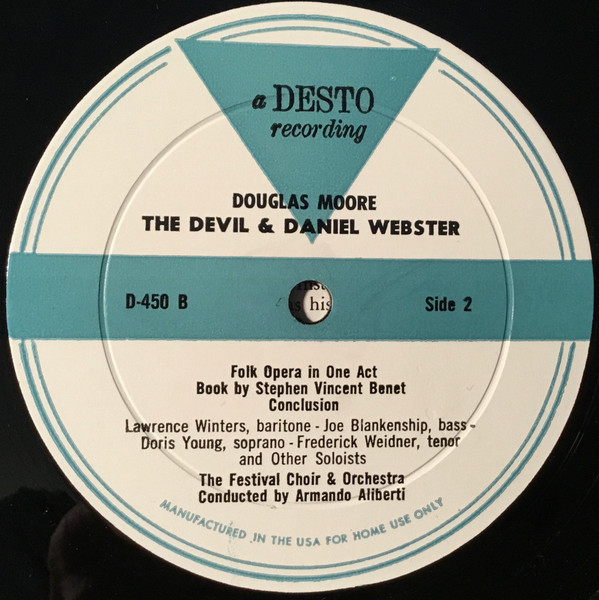 a DESTO
recording
DOUGLAS MOORE
THE DEVIL & DANIEL WEBSTER
D-450 B
his
Side 2
Folk Opera in One Act
Book by Stephen Vincent Benet
Conclusion
Lawrence Winters, baritone - Joe Blankenship, bass -
Doris Young, soprano - Frederick Weidner, tenor
and Other Soloists
The Festival Choir & Orchestra
Conducted by Armando Aliberti
MANUFACTURED IN THE USA FOR HOME USE ONLY